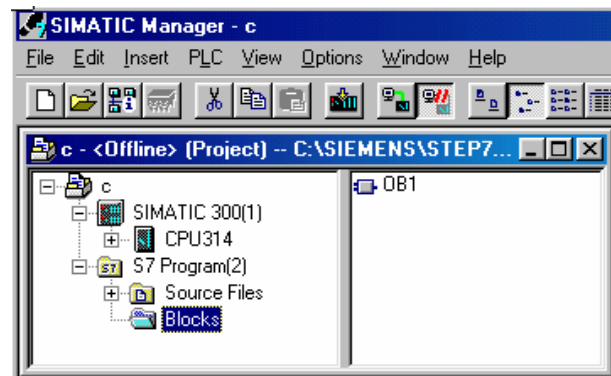 SIMATIC Manager - c
File Edit Insert PLC View Options Window Help
c - <Offline> (Project) -- C:\SIEMENS\STEP7...
c
OB1
SIMATIC 300(1)
CPU314
S7 Program(2)
Source Files
Blocks